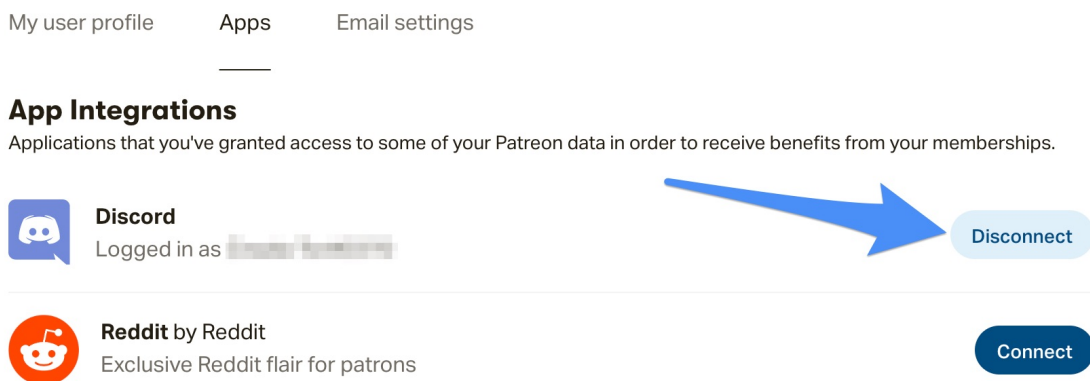 My user profile Apps Email settings
App Integrations
Applications that you've granted access to some of your Patreon data in order to receive benefits from your memberships.
Discord
Logged in as
Disconnect
Reddit by Reddit
Exclusive Reddit flair for patrons
Connect